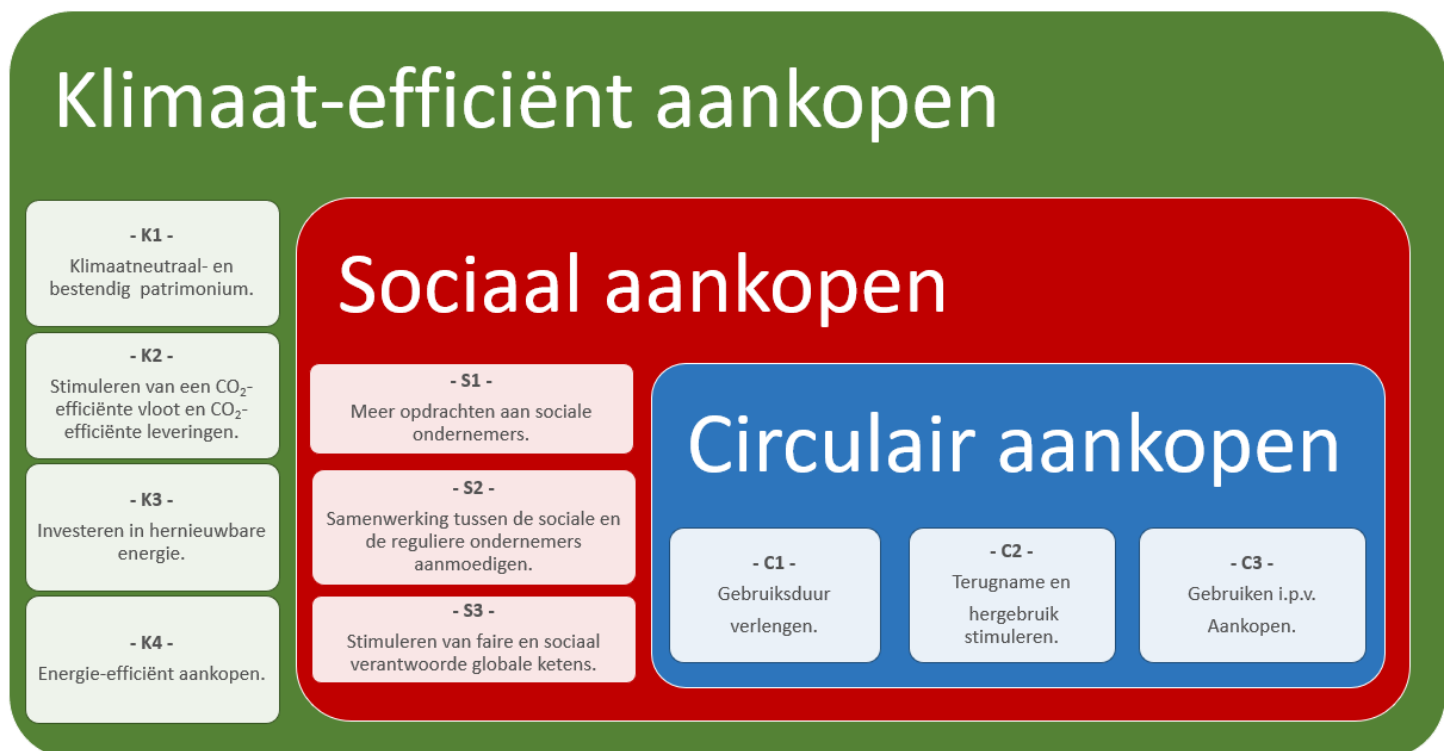 Klimaat-efficiënt aankopen
- K1 -
Klimaatneutraal- en
bestendig patrimonium.
- K2 -
Stimuleren van een CO₂-
efficiënte vloot en CO₂-
efficiënte leveringen.
- K3 -
Investeren in hernieuwbare
energie.
- K4 -
Energie-efficiënt aankopen.
Sociaal aankopen
- S1 -
Meer opdrachten aan sociale
ondernemers.
- S2 -
Samenwerking tussen de sociale en
de reguliere ondernemers
aanmoedigen.
- S3 -
Stimuleren van faire en sociaal
verantwoorde globale ketens.
Circulair aankopen
- C1 -
Gebruiksduur
verlengen.
- C2 -
Terugname en
hergebruik
stimuleren.
- C3 -
Gebruiken i.p.v.
Aankopen.